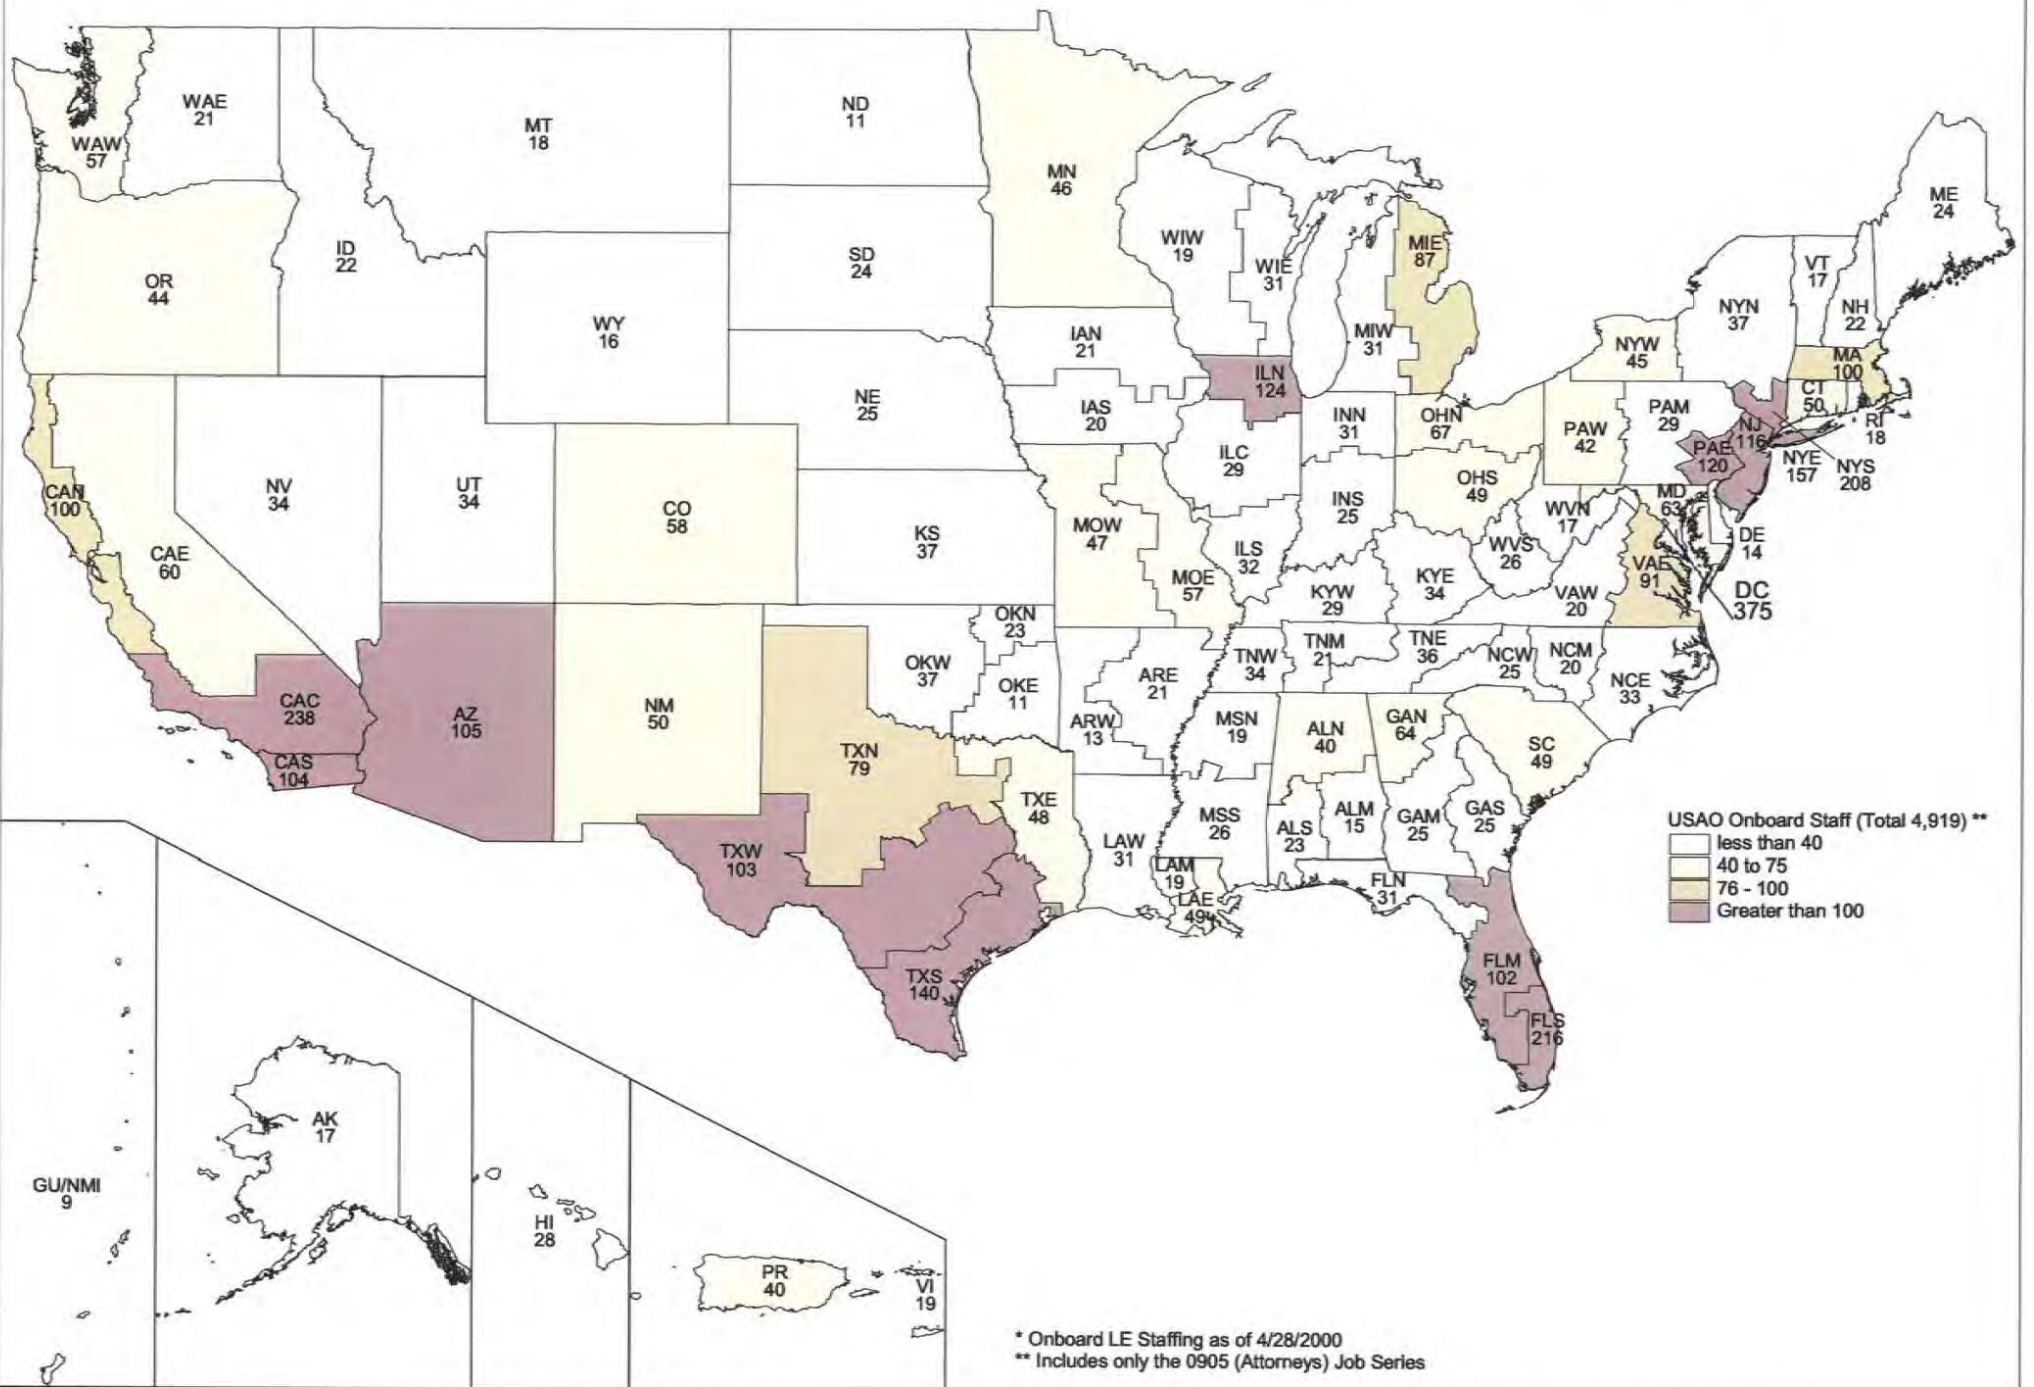 WAE
21
WAW
57
MT
18
ND
11
MN
46
ID
22
OR
44
SD
24
WY
16
WIW
19
WIE
31
MIE
87
MIW
31
ME
24
VT
17
NH
22
NYN
37
NYW
45
MA
100
CT
50
RI
18
IAN
21
IAS
20
NE
25
ILN
124
ILC
29
ILS
32
INN
31
INS
25
OHN
67
OHS
49
PAW
42
PAM
29
PAE
120
NJ
116
NYE
157
NYS
208
CAN
100
CAE
60
NV
34
UT
34
CO
58
KS
37
MOW
47
MOE
57
KYW
29
KYE
34
WVN
17
WVS
26
MD
63
DE
14
DC
375
VAE
91
VAW
20
CAC
238
CAS
104
AZ
105
NM
50
OKN
23
OKW
37
OKE
11
ARE
21
ARW
13
TNW
34
TNM
21
TNE
36
NCW
25
NCM
20
NCE
33
TXN
79
TXE
48
TXW
103
TXS
140
MSN
19
MSS
26
ALN
40
ALM
15
ALS
23
GAN
64
GAM
25
GAS
25
SC
49
LAW
31
LAM
19
LAE
49
FLN
31
FLM
102
FLS
216
USAO Onboard Staff (Total 4,919) **
less than 40
40 to 75
76 - 100
Greater than 100
GU/NMI
9
AK
17
HI
28
PR
40
VI
19
* Onboard LE Staffing as of 4/28/2000
** Includes only the 0905 (Attorneys) Job Series